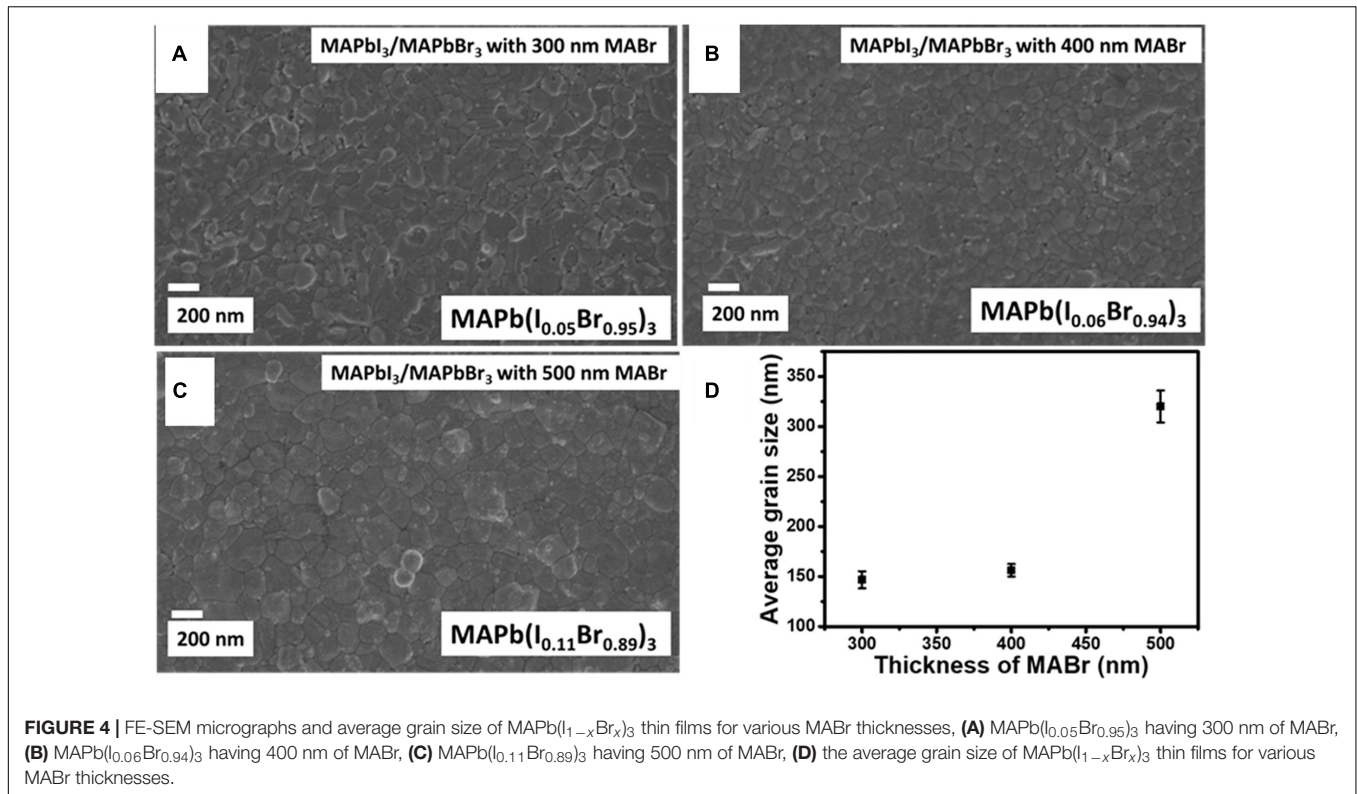 A
MAPbI₃/MAPbBr₃ with 300 nm MABr
200 nm
MAPb(I₀.₀₅Br₀.₉₅)₃
B
MAPbI₃/MAPbBr₃ with 400 nm MABr
200 nm
MAPb(I₀.₀₆Br₀.₉₄)₃
C
MAPbI₃/MAPbBr₃ with 500 nm MABr
200 nm
MAPb(I₀.₁₁Br₀.₈₉)₃
D
Average grain size (nm)
350
300
250
200
150
100
300 350 400 450 500
Thickness of MABr (nm)
FIGURE 4 | FE-SEM micrographs and average grain size of MAPb(I₁₋ₓBrₓ)₃ thin films for various MABr thicknesses, (A) MAPb(I₀.₀₅Br₀.₉₅)₃ having 300 nm of MABr,
(B) MAPb(I₀.₀₆Br₀.₉₄)₃ having 400 nm of MABr, (C) MAPb(I₀.₁₁Br₀.₈₉)₃ having 500 nm of MABr, (D) the average grain size of MAPb(I₁₋ₓBrₓ)₃ thin films for various
MABr thicknesses.